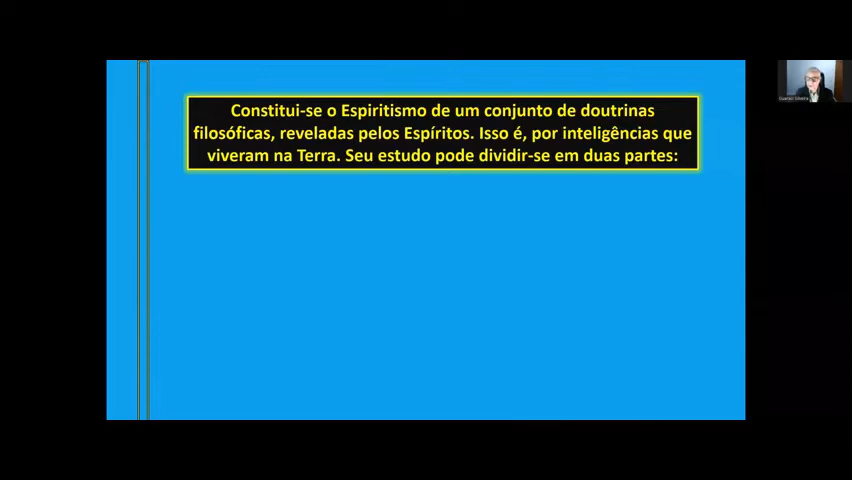 Constitui-se o Espiritismo de um conjunto de doutrinas
filosóficas, reveladas pelos Espíritos. Isso é, por inteligências que
viveram na Terra. Seu estudo pode dividir-se em duas partes: